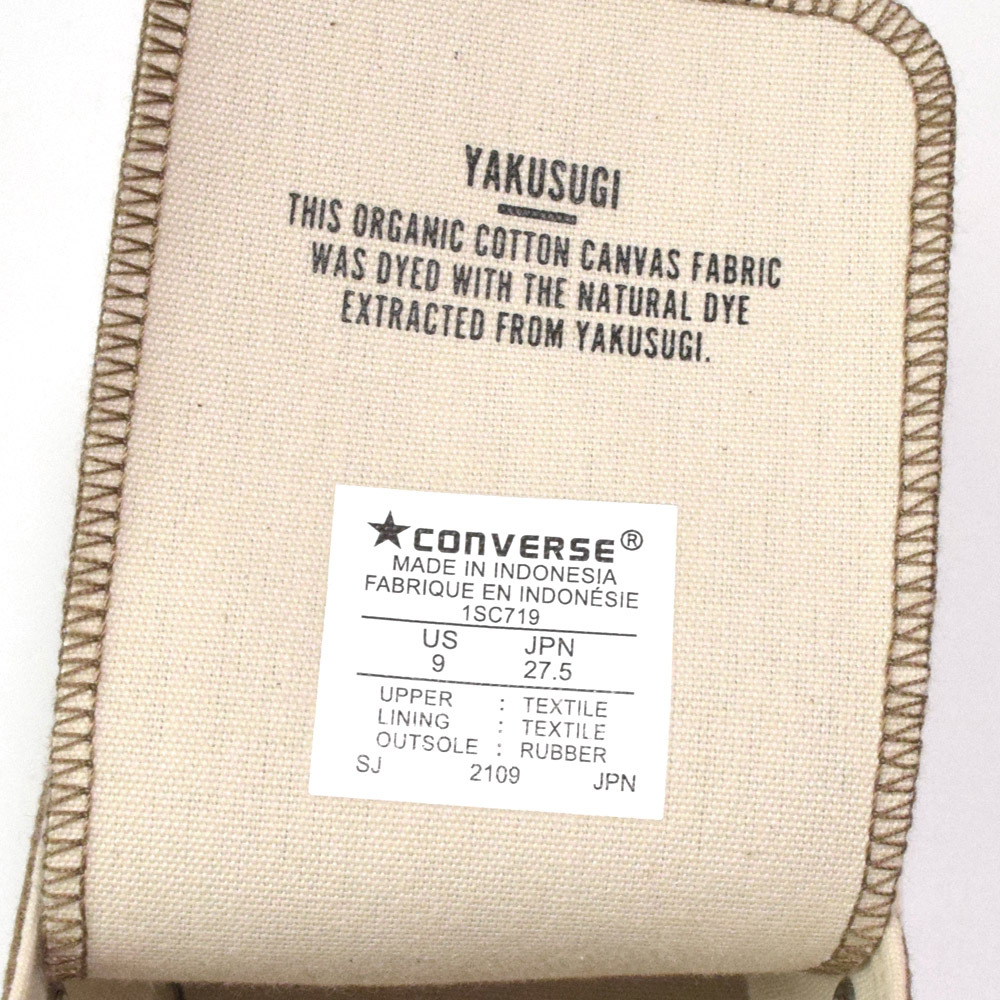 YAKUSUGI
THIS ORGANIC COTTON CANVAS FABRIC
WAS DYED WITH THE NATURAL DYE
EXTRACTED FROM YAKUSUGI.
★CONVERSE®
MADE IN INDONESIA
FABRIQUE EN INDONÉSIE
1SC719
US JPN
9 27.5
UPPER : TEXTILE
LINING : TEXTILE
OUTSOLE : RUBBER
SJ 2109 JPN